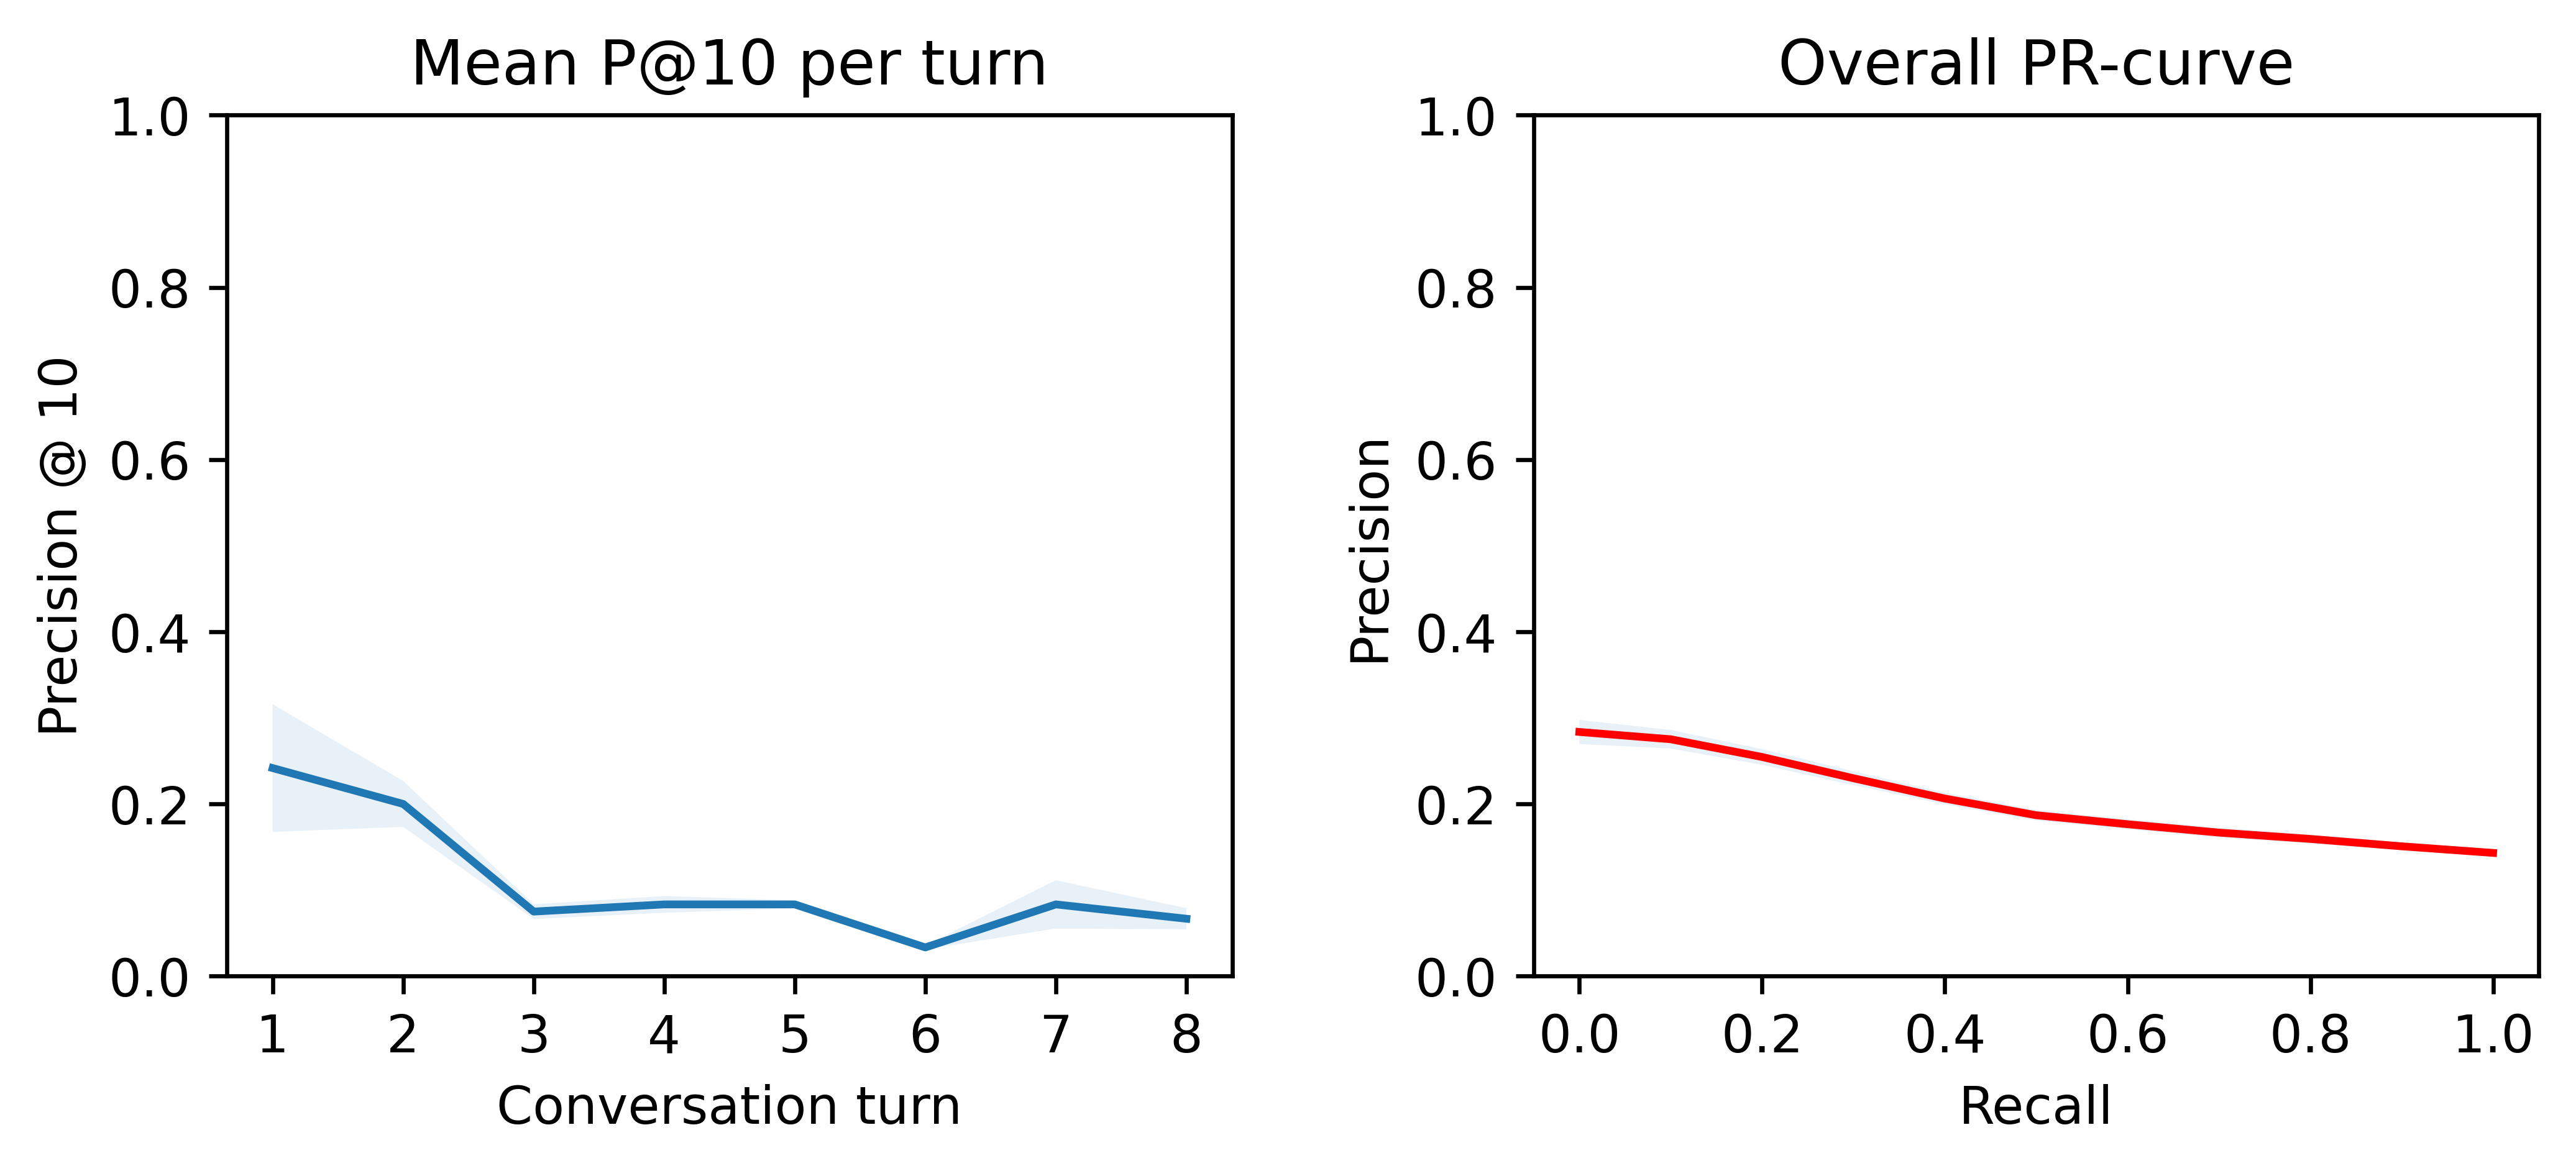 Mean P@10 per turn
1.0
0.8
0.6
0.4
0.2
0.0
Precision @ 10
1 2 3 4 5 6 7 8
Conversation turn
Overall PR-curve
1.0
0.8
0.6
0.4
0.2
0.0
Precision
0.0 0.2 0.4 0.6 0.8 1.0
Recall